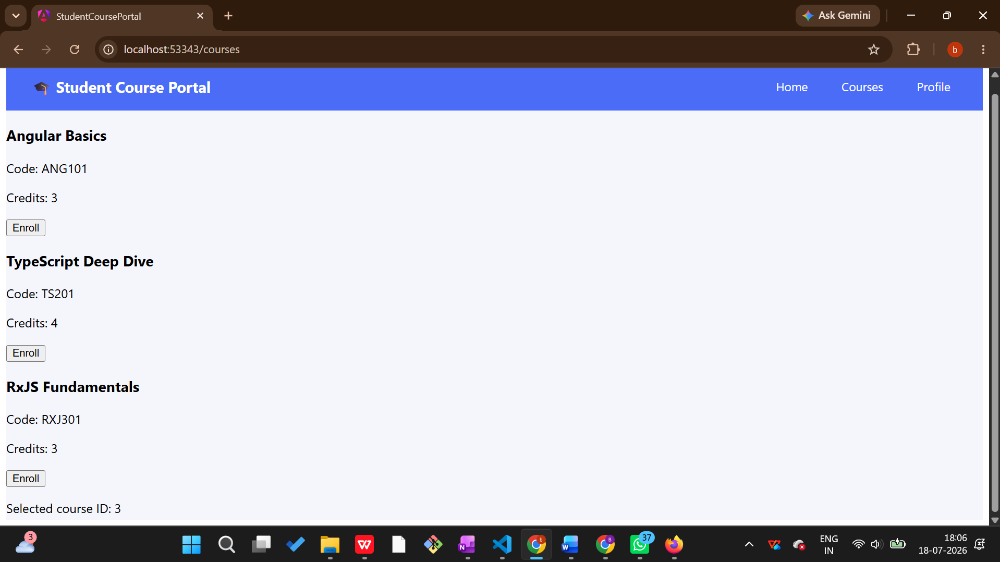 StudentCoursePortal
Ask Gemini
localhost:53343/courses
b
Student Course Portal
Home
Courses
Profile
Angular Basics
Code: ANG101
Credits: 3
Enroll
TypeScript Deep Dive
Code: TS201
Credits: 4
Enroll
RxJS Fundamentals
Code: RXJ301
Credits: 3
Enroll
Selected course ID: 3
3
W
N
b
W
B
37
ENG
IN
18:06
18-07-2026